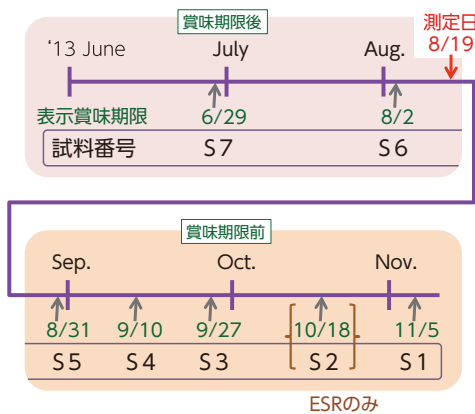 賞味期限後
測定日
8/19
'13 June July Aug.
表示賞味期限 6/29 8/2
試料番号 S7 S6
賞味期限前
Sep. Oct. Nov.
8/31 9/10 9/27 10/18 11/5
S5 S4 S3 S2 S1
ESRのみ